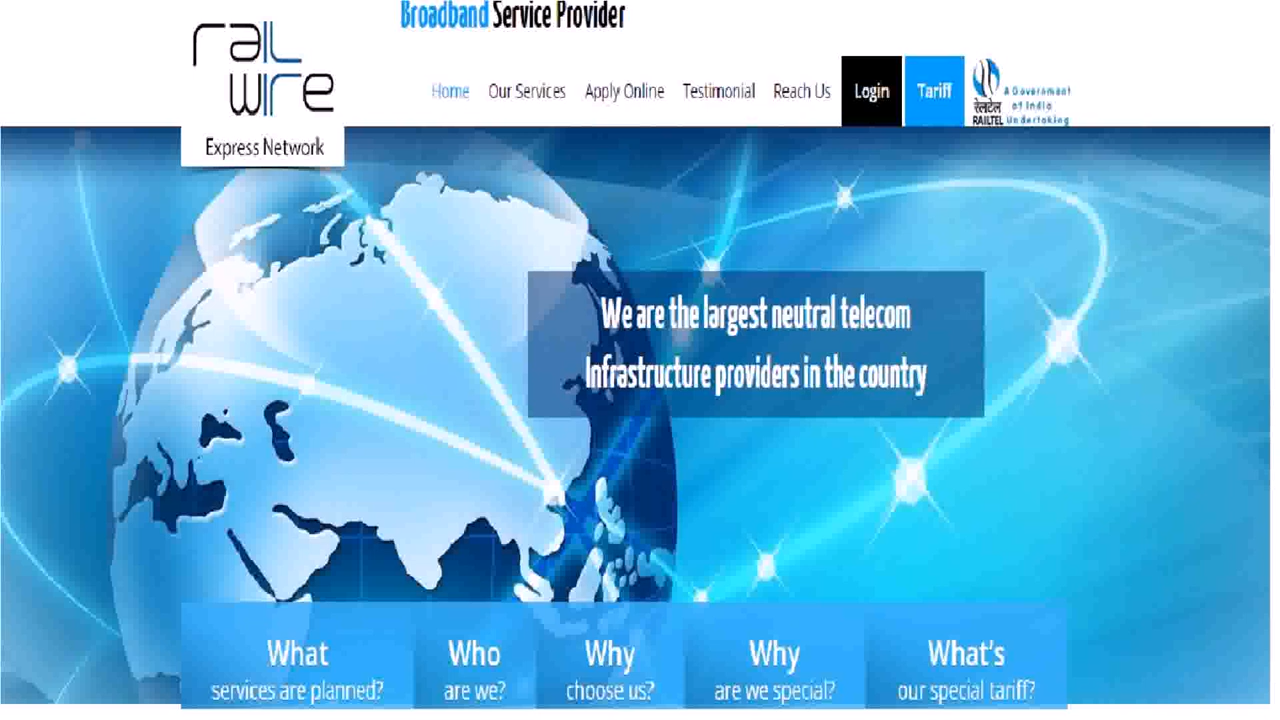 Broadband Service Provider
rail
wire
Express Network
Home Our Services Apply Online Testimonial Reach Us Login Tariff
रेलटेल
RAILTEL
A Government
of India
Undertaking
We are the largest neutral telecom
Infrastructure providers in the country
What
services are planned?
Who
are we?
Why
choose us?
Why
are we special?
What's
our special tariff?